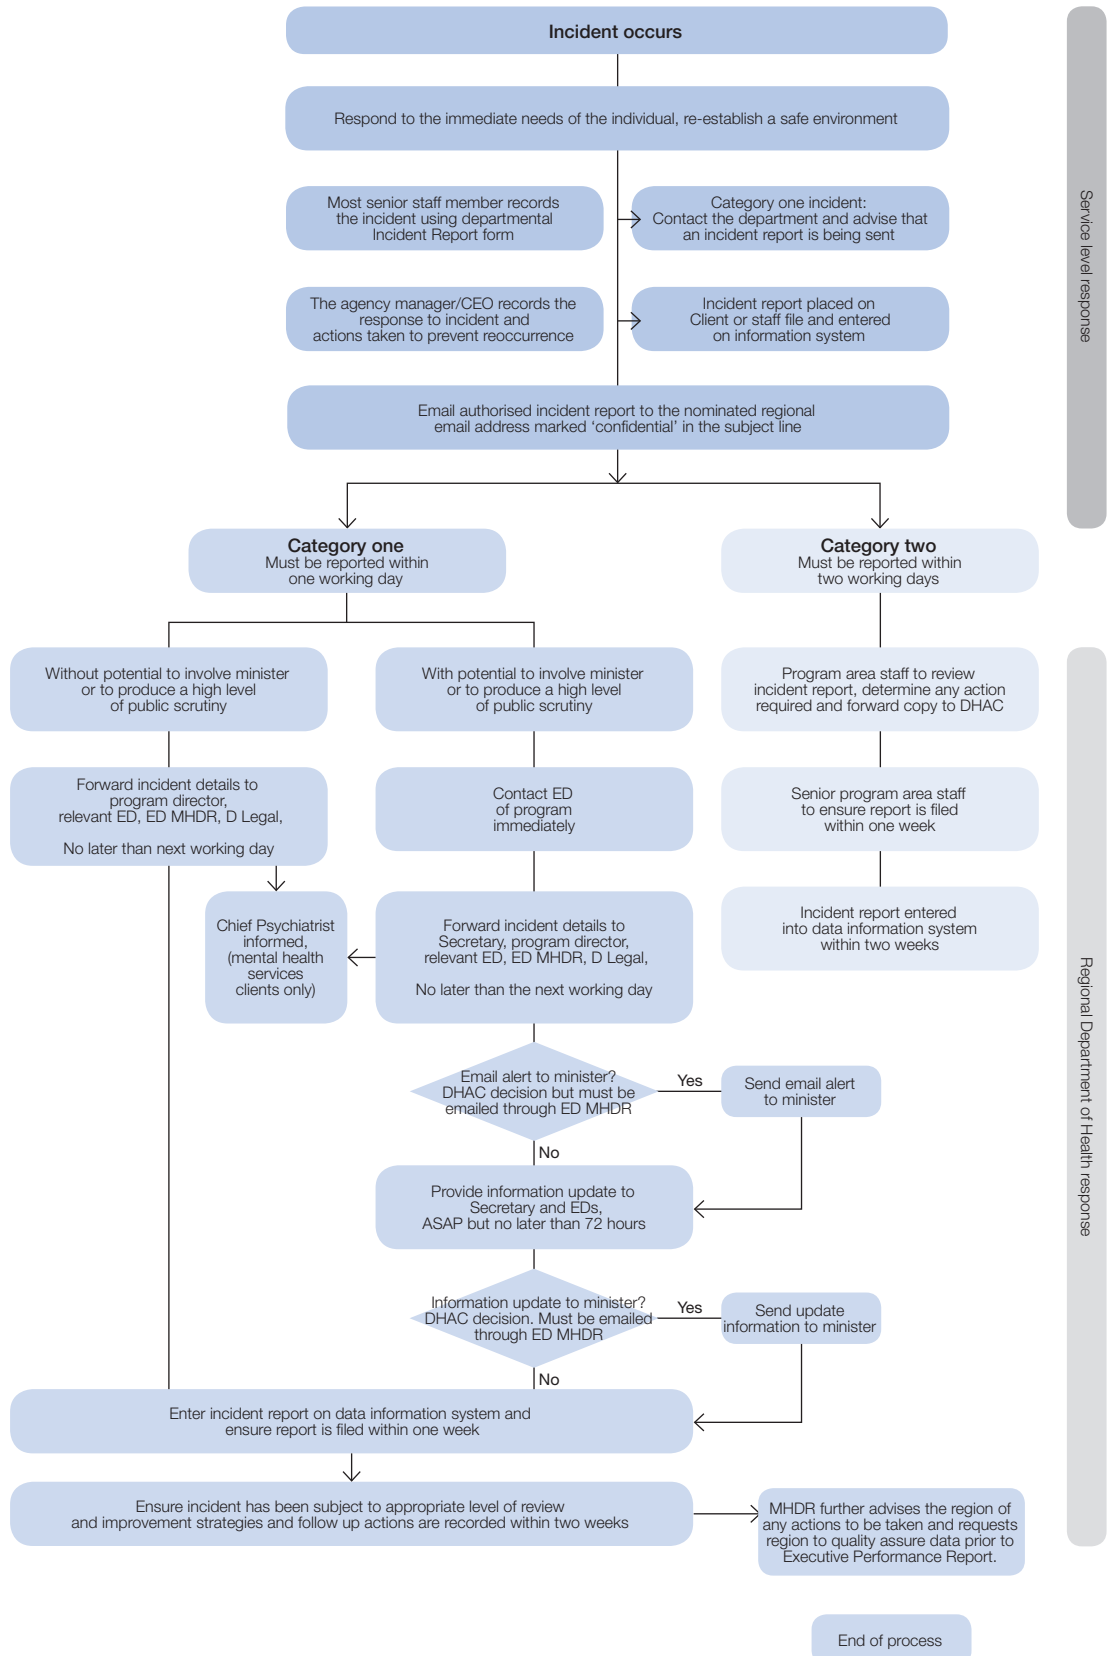 Incident occurs
Respond to the immediate needs of the individual, re-establish a safe environment
Most senior staff member records
the incident using departmental
Incident Report form
Category one incident:
Contact the department and advise that
an incident report is being sent
The agency manager/CEO records the
response to incident and
actions taken to prevent reoccurrence
Incident report placed on
Client or staff file and entered
on information system
Email authorised incident report to the nominated regional
email address marked ‘confidential’ in the subject line
Service level response
Category one
Must be reported within
one working day
Category two
Must be reported within
two working days
Without potential to involve minister
or to produce a high level
of public scrutiny
With potential to involve minister
or to produce a high level
of public scrutiny
Program area staff to review
incident report, determine any action
required and forward copy to DHAC
Forward incident details to
program director,
relevant ED, ED MHDR, D Legal,
No later than next working day
Contact ED
of program
immediately
Senior program area staff
to ensure report is filed
within one week
Chief Psychiatrist
informed,
(mental health
services
clients only)
Forward incident details to
Secretary, program director,
relevant ED, ED MHDR, D Legal,
No later than the next working day
Incident report entered
into data information system
within two weeks
Email alert to minister?
DHAC decision but must be
emailed through ED MHDR
Yes
Send email alert
to minister
No
Provide information update to
Secretary and EDs,
ASAP but no later than 72 hours
Information update to minister?
DHAC decision. Must be emailed
through ED MHDR
Yes
Send update
information to minister
No
Enter incident report on data information system and
ensure report is filed within one week
Ensure incident has been subject to appropriate level of review
and improvement strategies and follow up actions are recorded within two weeks
MHDR further advises the region of
any actions to be taken and requests
region to quality assure data prior to
Executive Performance Report.
Regional Department of Health response
End of process